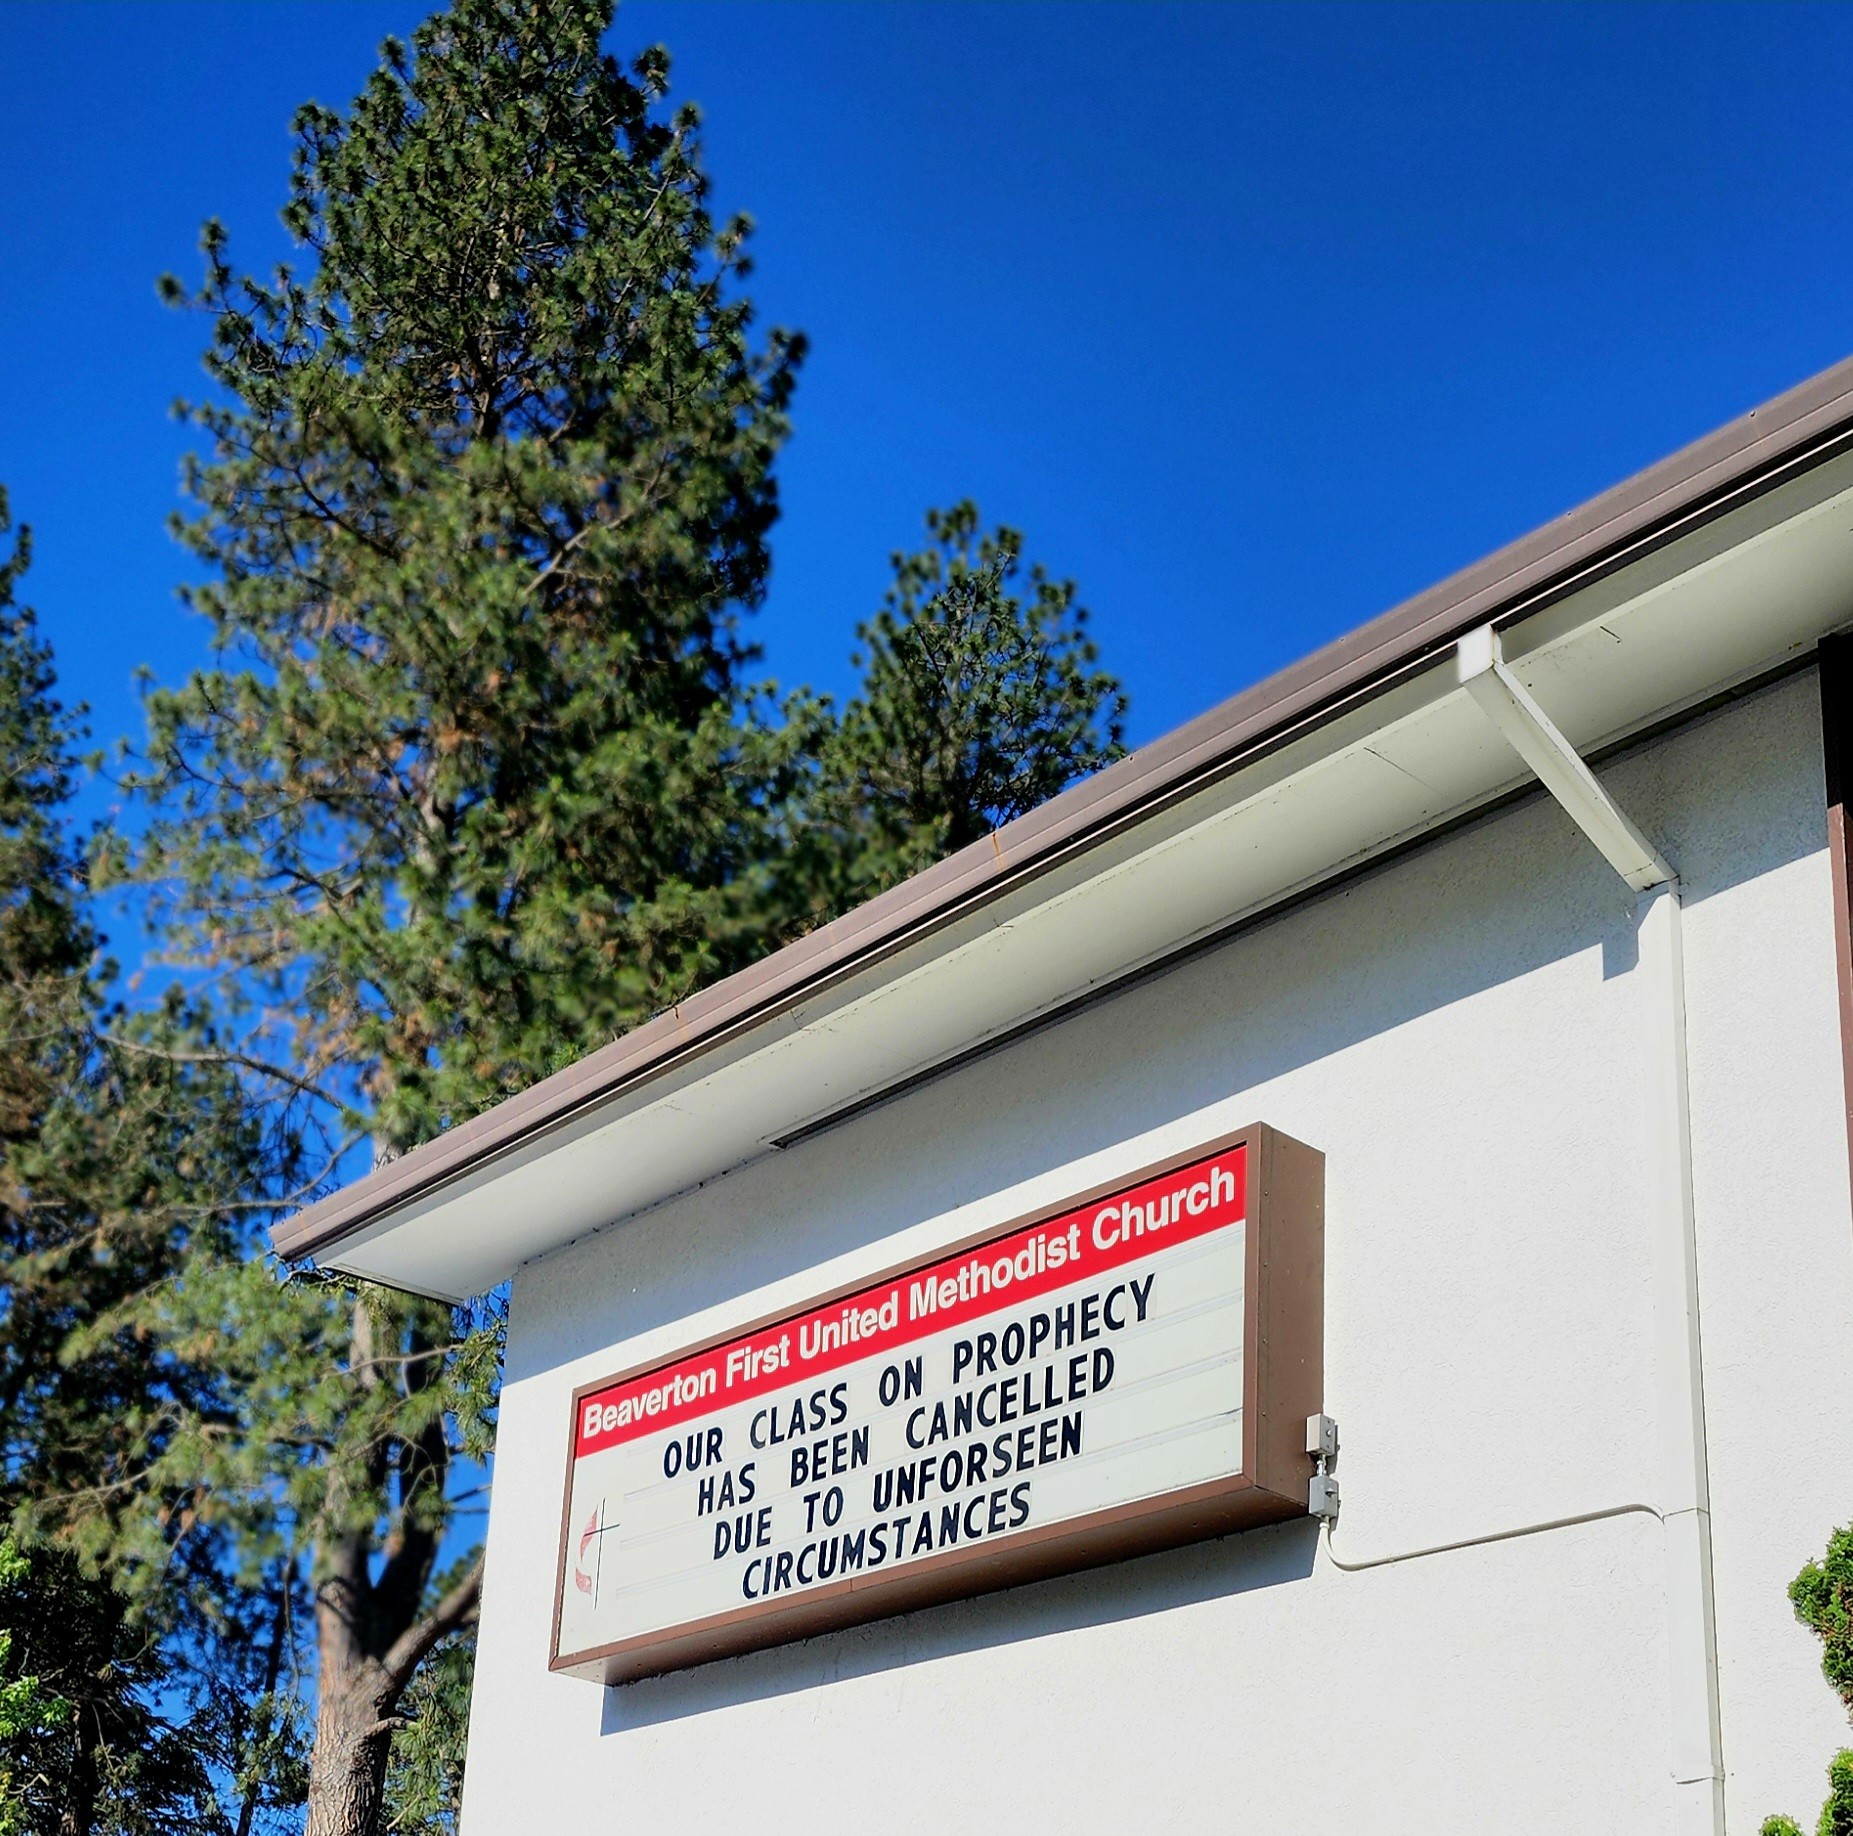 Beaverton First United Methodist Church
OUR CLASS ON PROPHECY
HAS BEEN CANCELLED
DUE TO UNFORSEEN
CIRCUMSTANCES